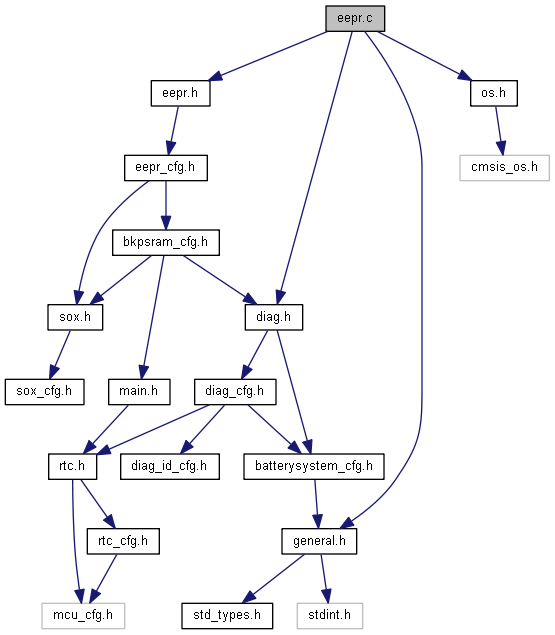 eepr.c
eepr.h
os.h
eepr_cfg.h
cmsis_os.h
bkpsram_cfg.h
sox.h
diag.h
sox_cfg.h
main.h
diag_cfg.h
rtc.h
diag_id_cfg.h
batterysystem_cfg.h
rtc_cfg.h
general.h
mcu_cfg.h
std_types.h
stdint.h